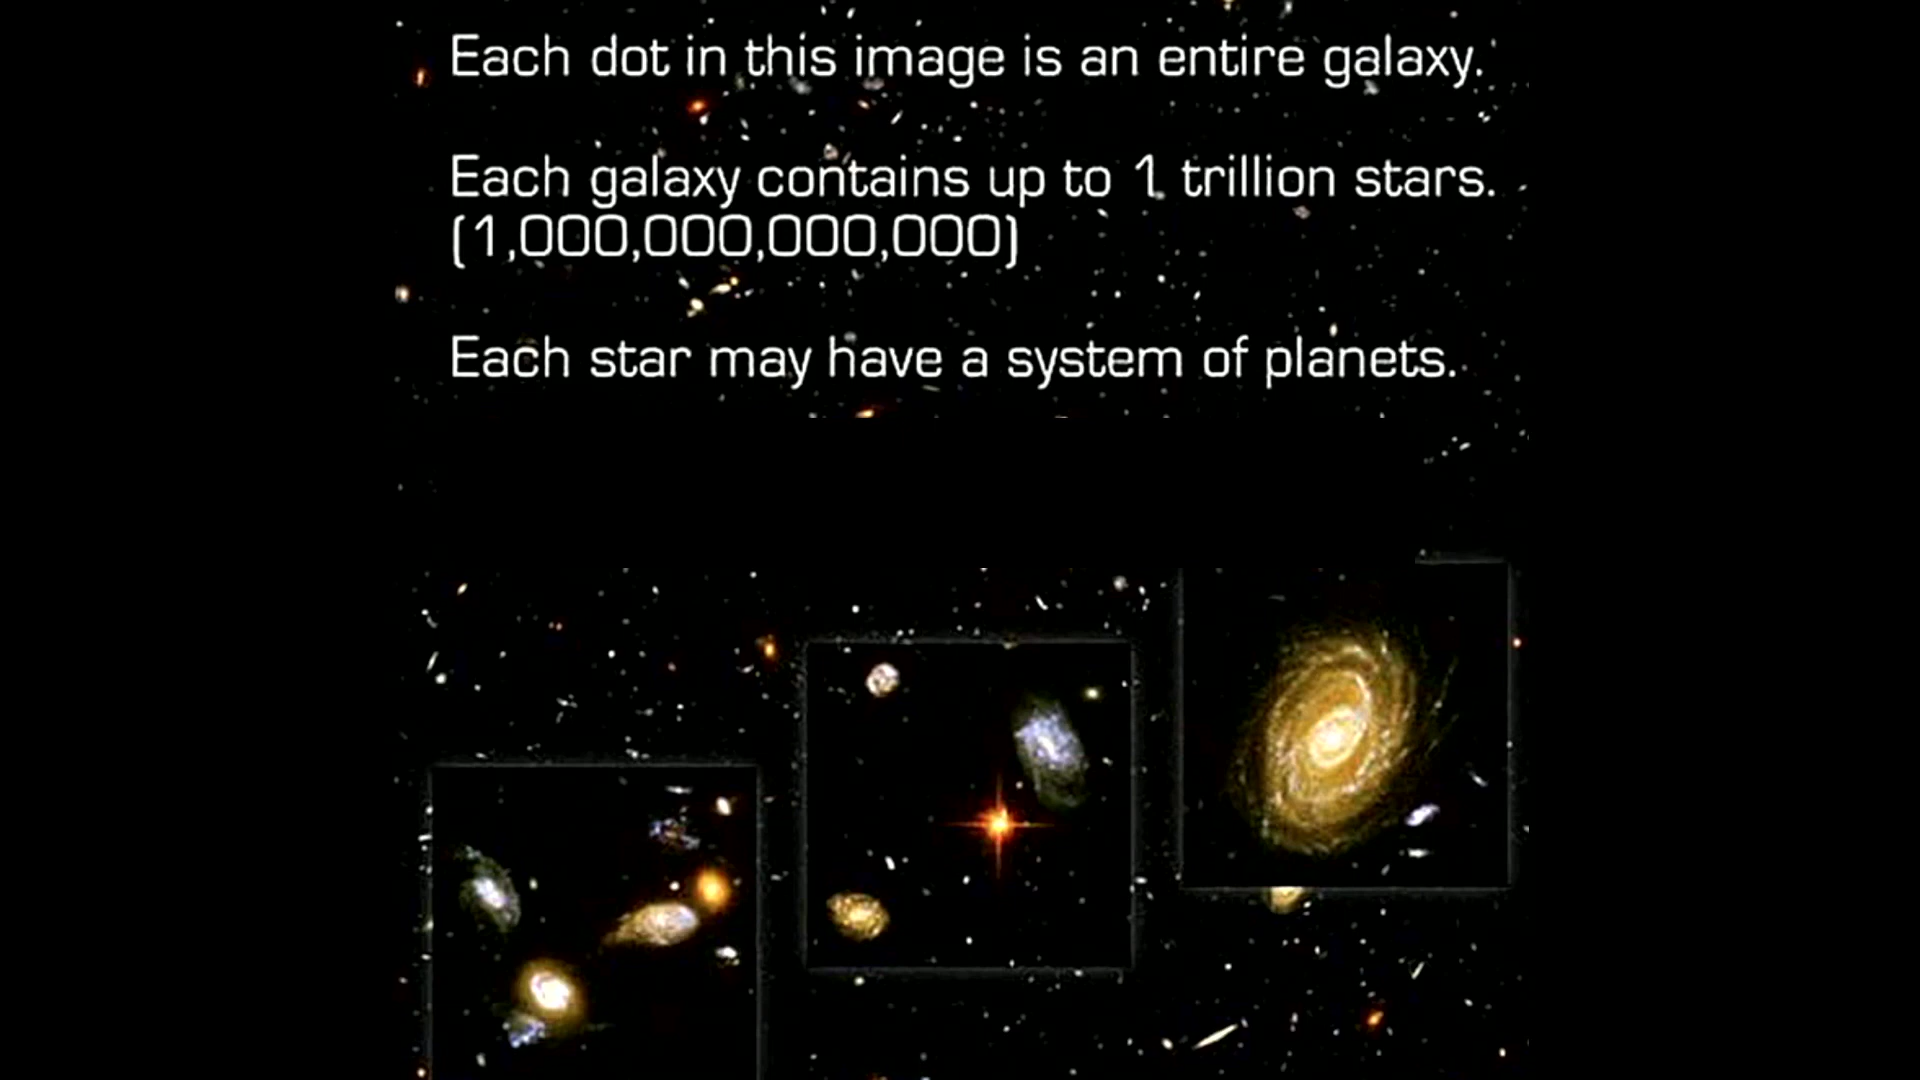 Each dot in this image is an entire galaxy.
Each galaxy contains up to 1 trillion stars.
(1,000,000,000,000)
Each star may have a system of planets.